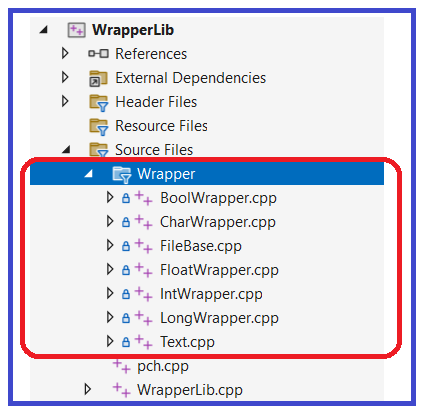 WrapperLib
References
External Dependencies
Header Files
Resource Files
Source Files
Wrapper
BoolWrapper.cpp
CharWrapper.cpp
FileBase.cpp
FloatWrapper.cpp
IntWrapper.cpp
LongWrapper.cpp
Text.cpp
pch.cpp
WrapperLib.cpp